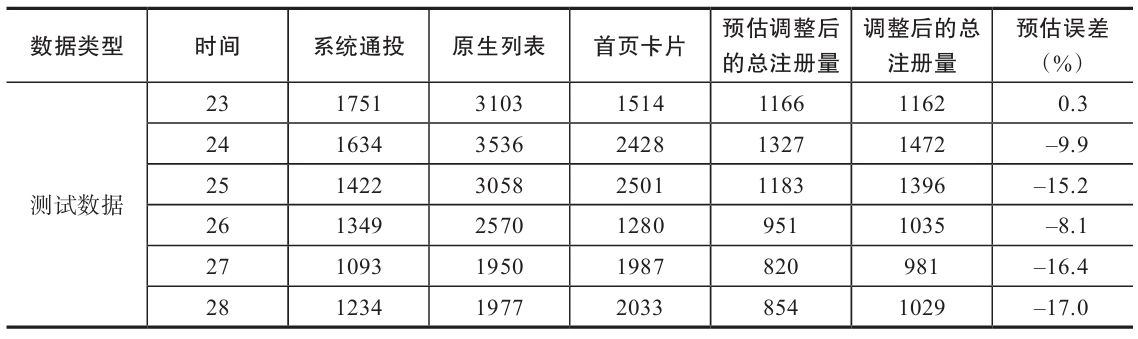 数据类型 时间 系统通投 原生列表 首页卡片 预估调整后的总注册量 调整后的总注册量 预估误差（%）
测试数据 23 1751 3103 1514 1166 1162 0.3
24 1634 3536 2428 1327 1472 –9.9
25 1422 3058 2501 1183 1396 –15.2
26 1349 2570 1280 951 1035 –8.1
27 1093 1950 1987 820 981 –16.4
28 1234 1977 2033 854 1029 –17.0